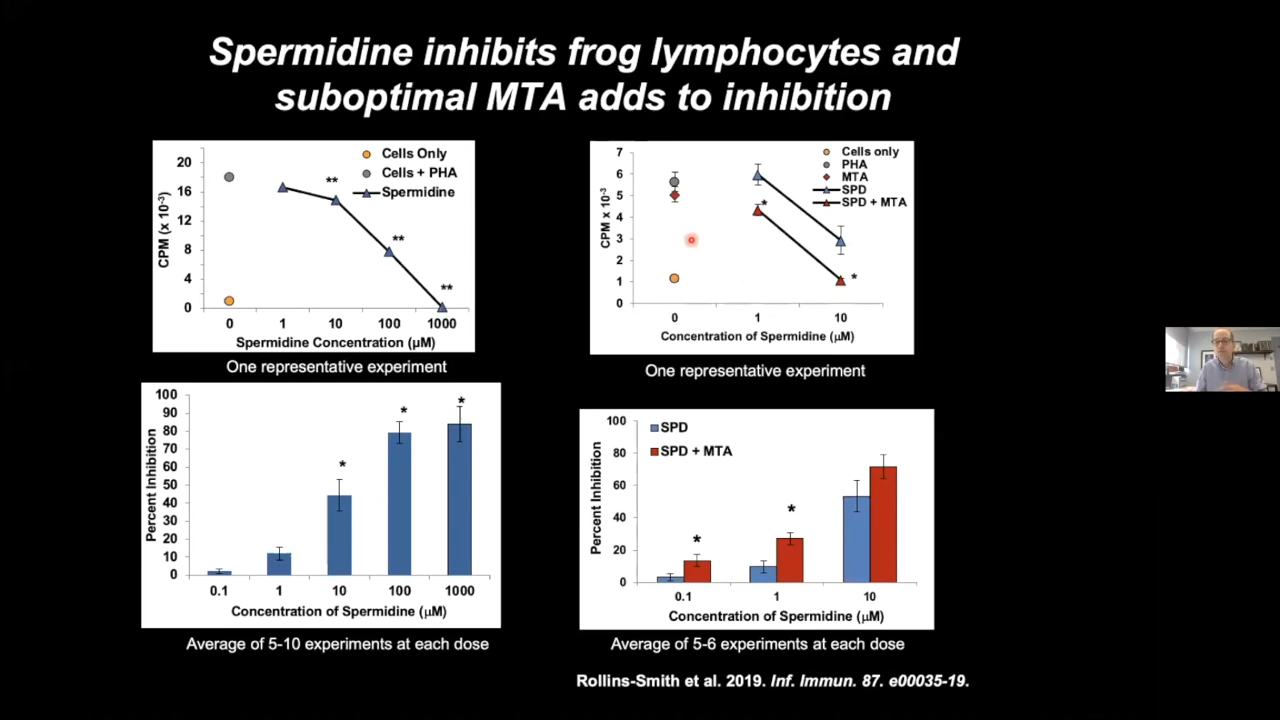 Spermidine inhibits frog lymphocytes and
suboptimal MTA adds to inhibition
CPM (x 10⁻³)
20
16
12
8
4
0
Cells Only
Cells + PHA
Spermidine
**
**
**
0 1 10 100 1000
Spermidine Concentration (µM)
One representative experiment
CPM x 10⁻³
7
6
5
4
3
2
1
0
Cells only
PHA
MTA
SPD
SPD + MTA
*
*
0 1 10
Concentration of Spermidine (µM)
One representative experiment
Percent Inhibition
100
90
80
70
60
50
40
30
20
10
0
*
*
*
0.1 1 10 100 1000
Concentration of Spermidine (µM)
Average of 5-10 experiments at each dose
Percent Inhibition
100
80
60
40
20
0
SPD
SPD + MTA
*
*
0.1 1 10
Concentration of Spermidine (µM)
Average of 5-6 experiments at each dose
Rollins-Smith et al. 2019. Inf. Immun. 87. e00035-19.